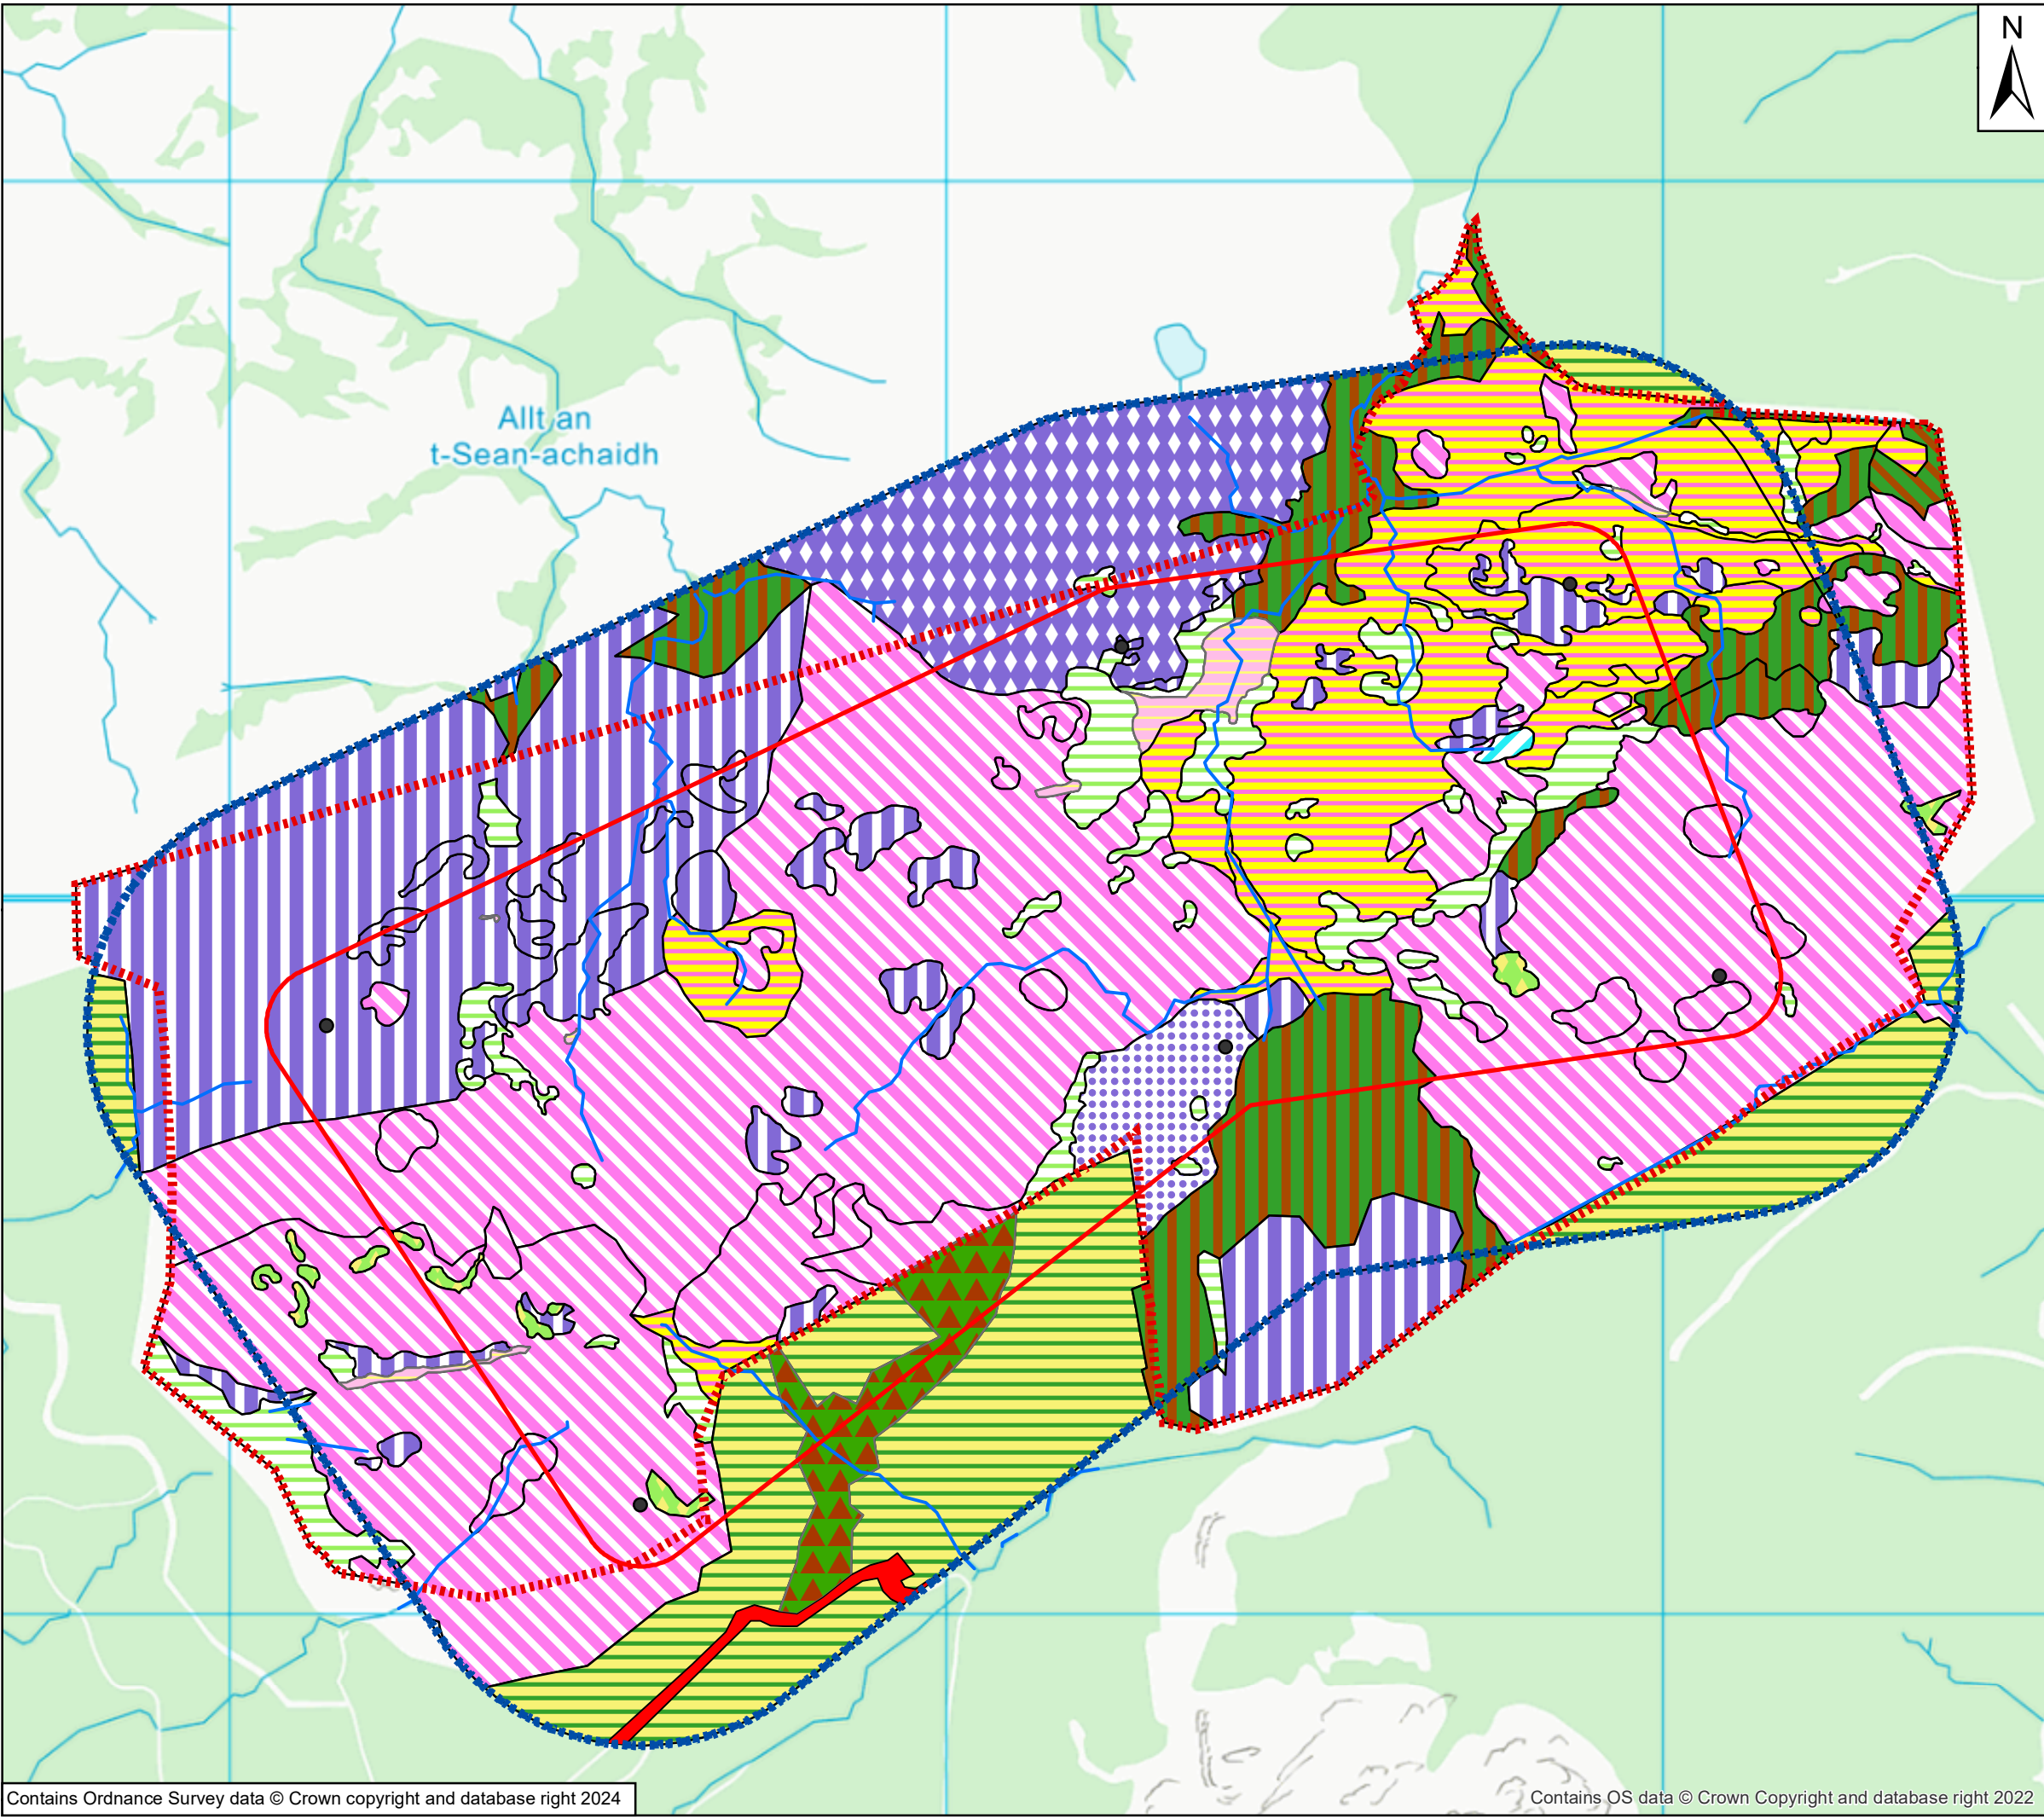 N
Allt an
t-Sean-achaidh
Contains Ordnance Survey data © Crown copyright and database right 2024
Contains OS data © Crown Copyright and database right 2022